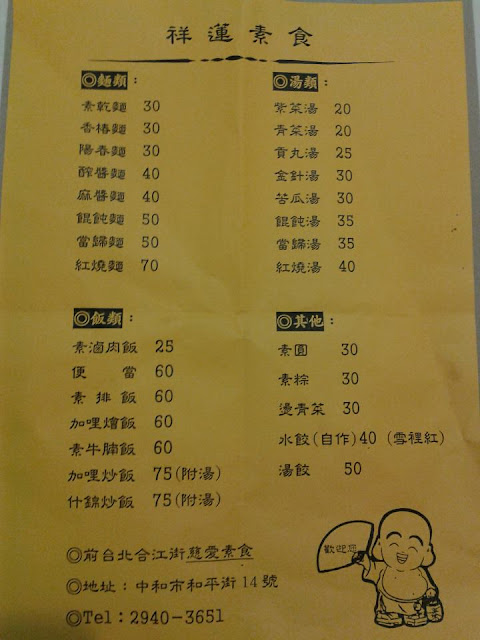 祥蓮素食
◎麵類：
素乾麵 30
香椿麵 30
陽春麵 30
醡醬麵 40
麻醬麵 40
餛飩麵 50
當歸麵 50
紅燒麵 70
◎湯類：
紫菜湯 20
青菜湯 20
貢丸湯 25
金針湯 30
苦瓜湯 30
餛飩湯 35
當歸湯 35
紅燒湯 40
◎飯類：
素滷肉飯 25
便當 60
素排飯 60
加哩燴飯 60
素牛腩飯 60
加哩炒飯 75(附湯)
什錦炒飯 75(附湯)
◎其他：
素圓 30
素粽 30
燙青菜 30
水餃(自作)40 (雪裡紅)
湯餃 50
◎前台北合江街慈愛素食
◎地址：中和市和平街14號
◎Tel：2940-3651
歡迎您